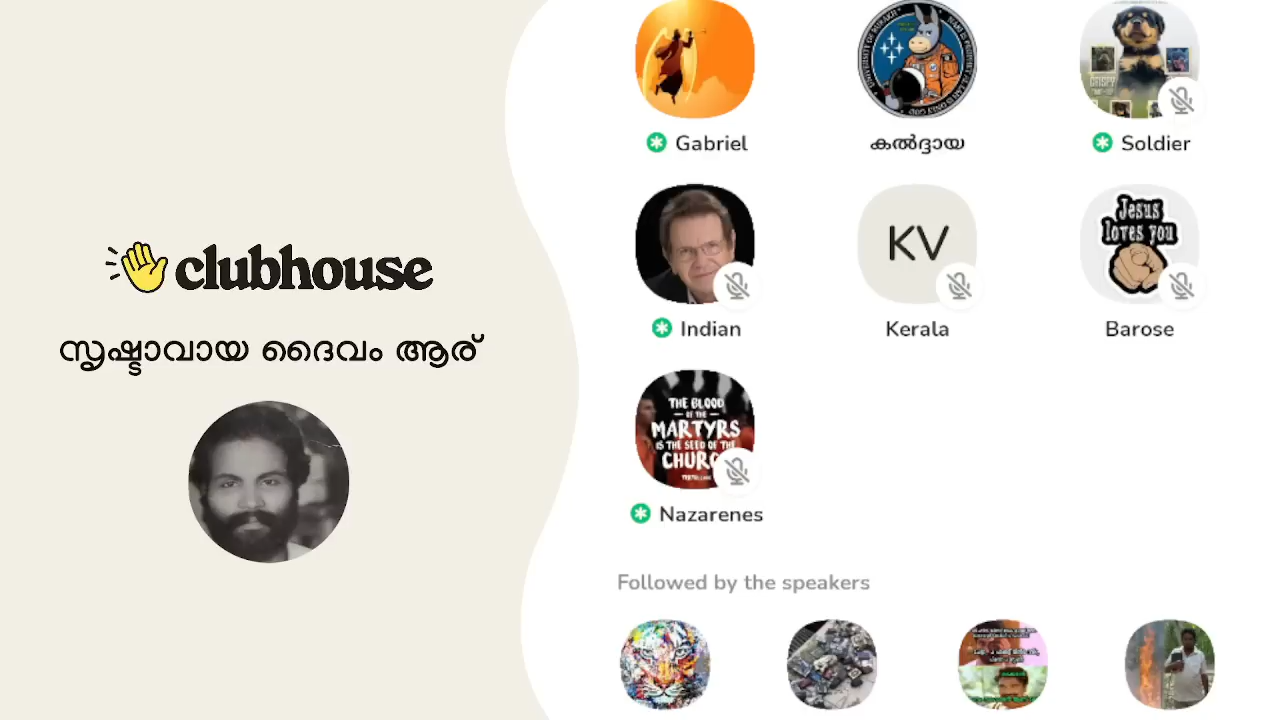 clubhouse
സൃഷ്ടാവായ ദൈവം ആര്
Gabriel
കൽദ്ദായ
Soldier
KV
Jesus
loves you
Indian
Kerala
Barose
THE BLOOD
OF THE
MARTYRS
IS THE SEED OF THE
Nazarenes
Followed by the speakers